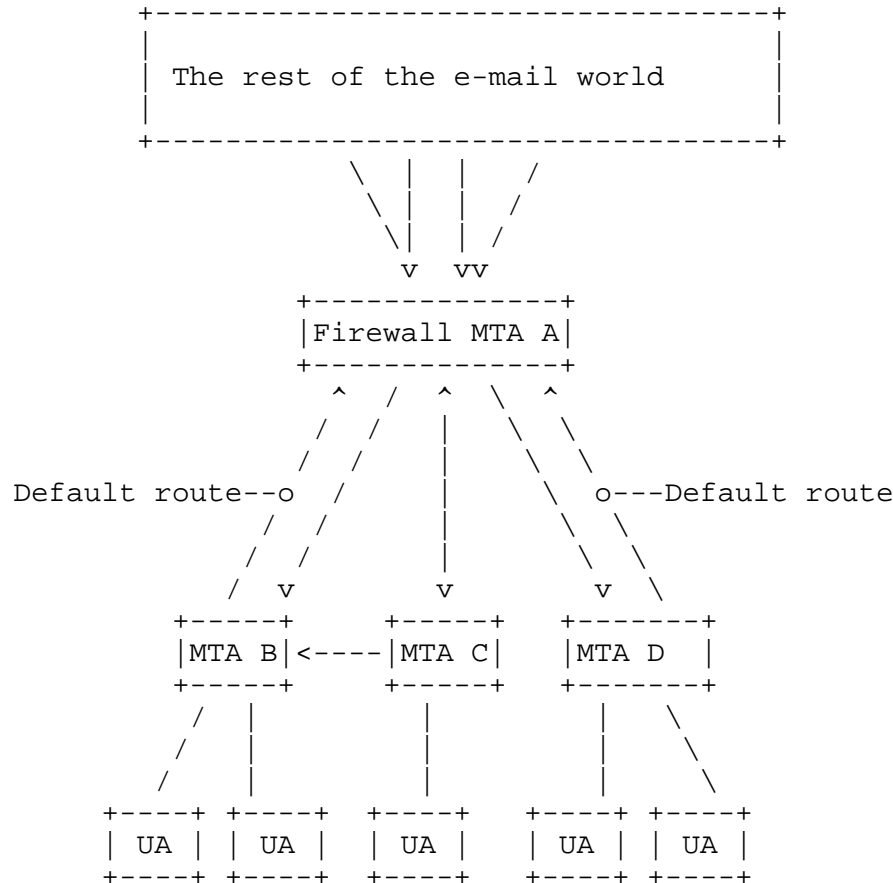 The rest of the e-mail world
Firewall MTA A
Default route
Default route
MTA B
MTA C
MTA D
UA
UA
UA
UA
UA